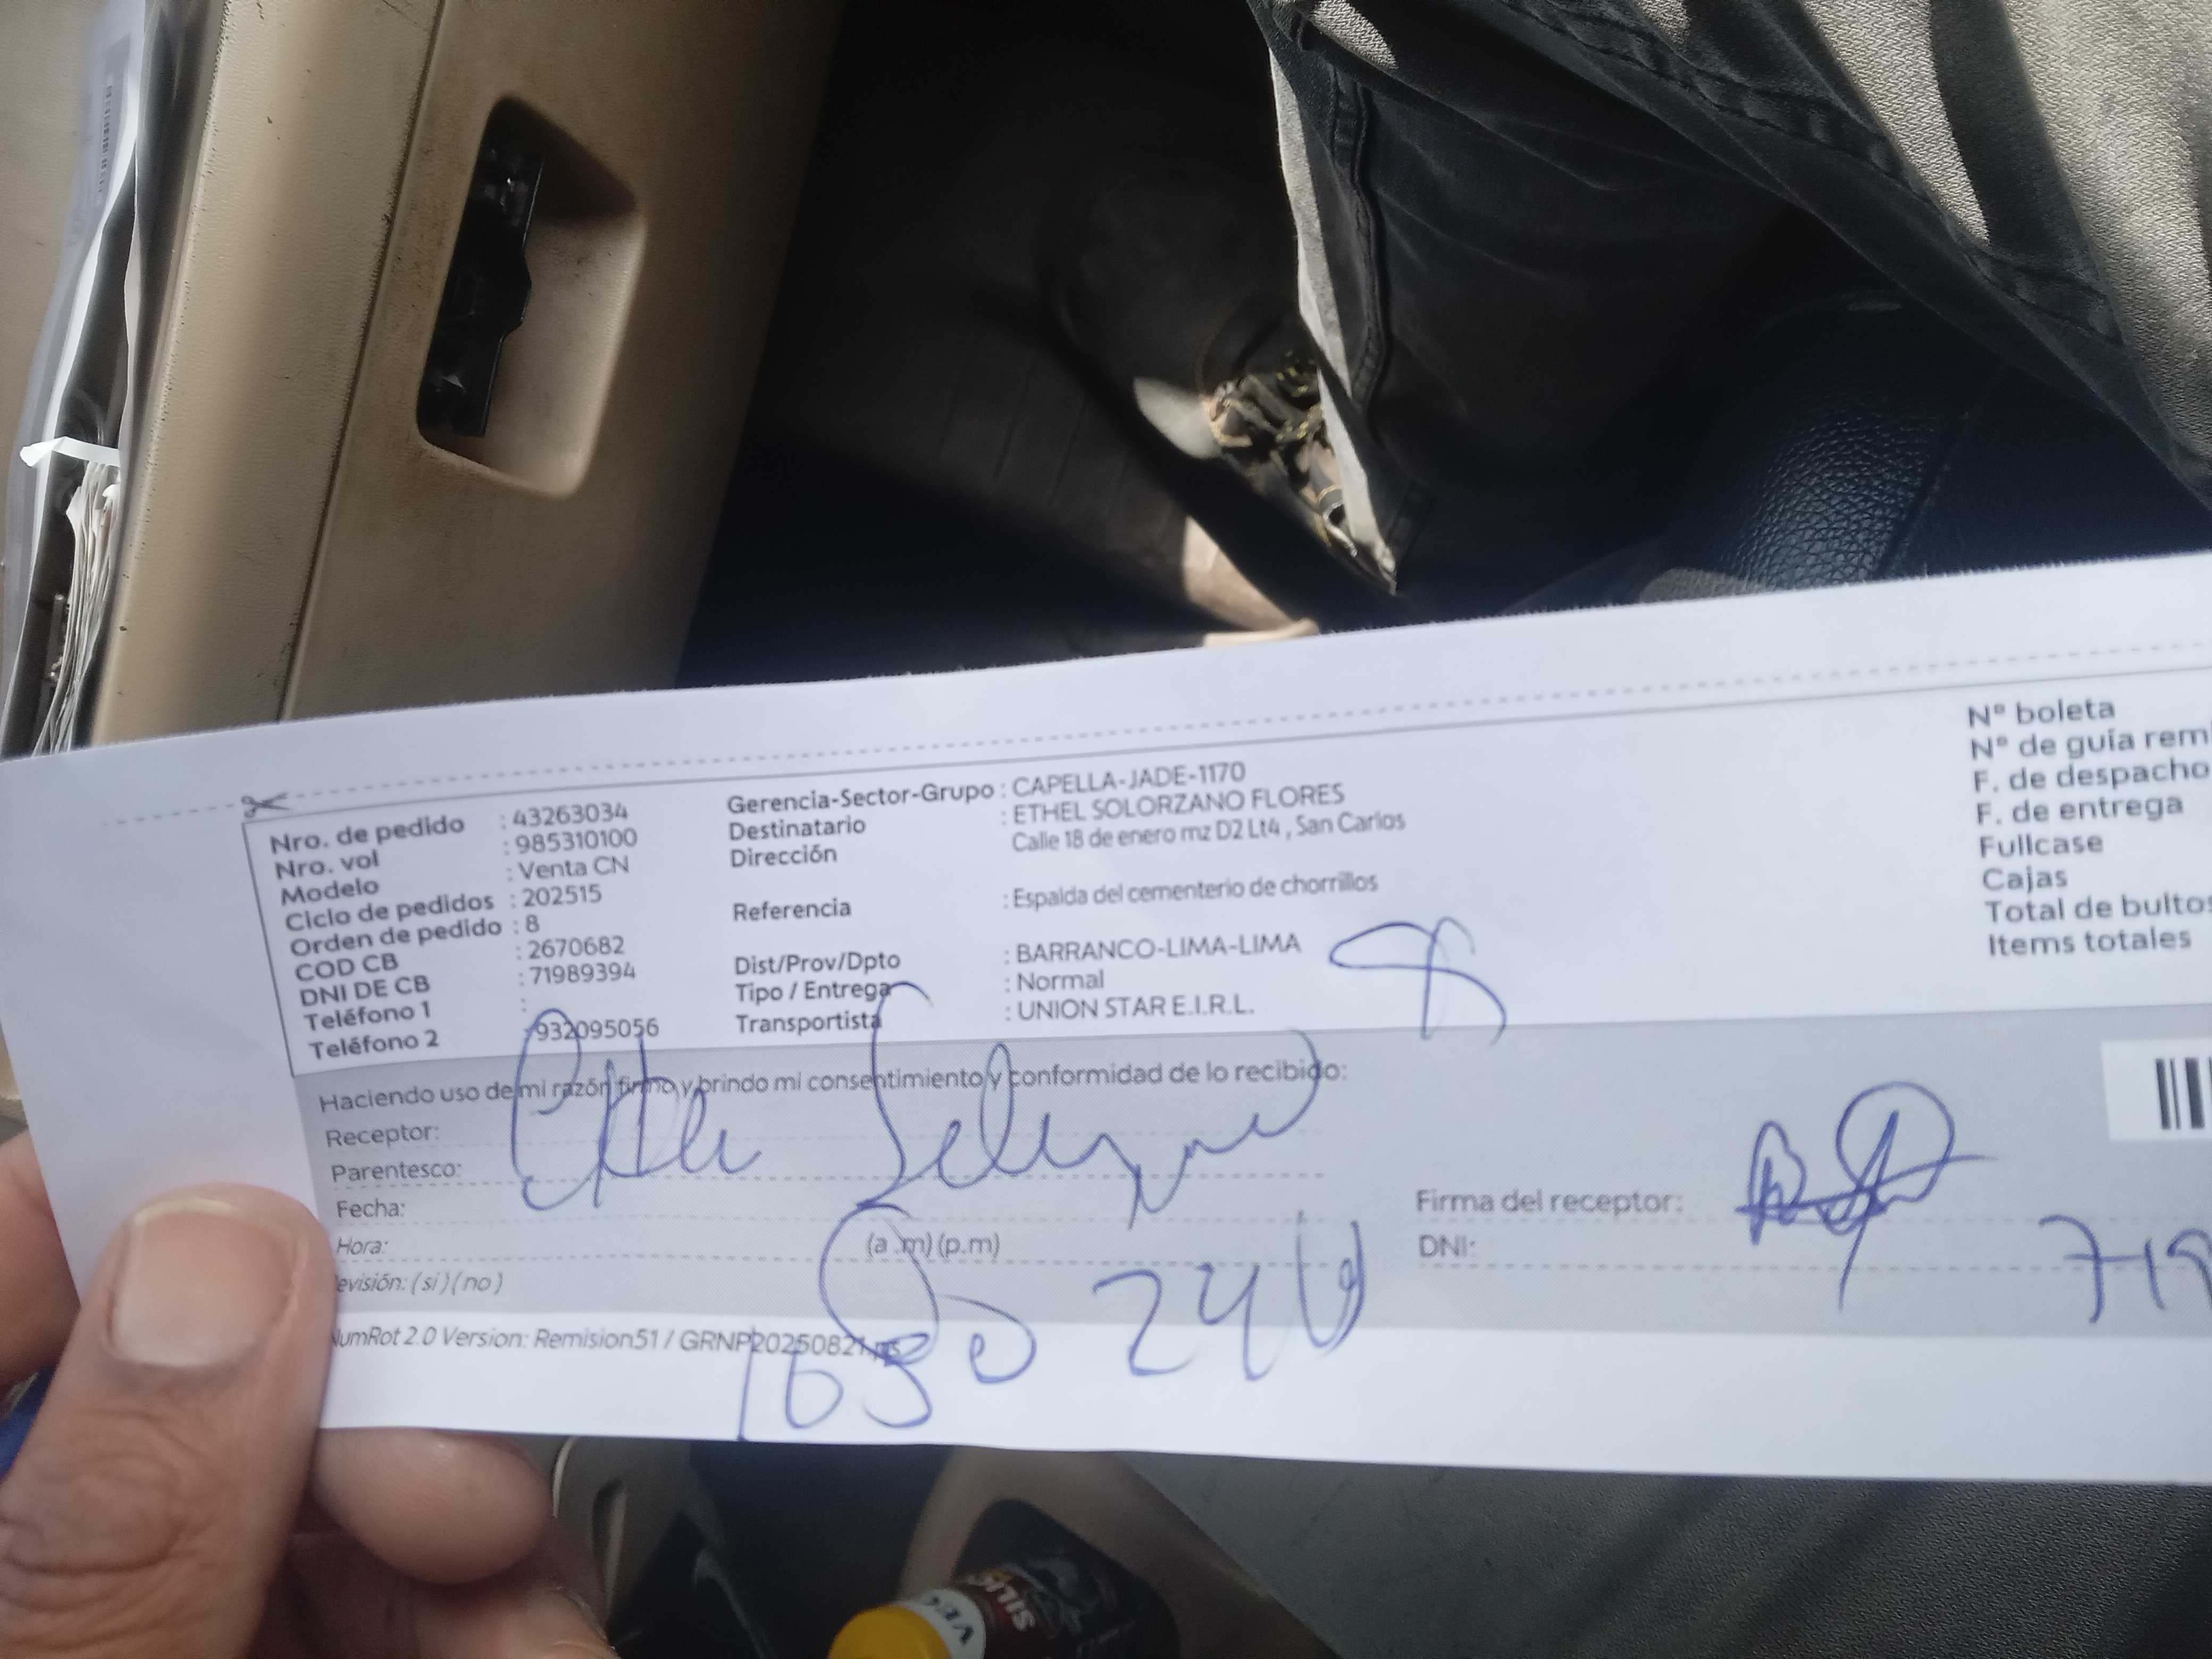 Nro. de pedido : 43263034
Nro. vol : 985310100
Modelo : Venta CN
Ciclo de pedidos : 202515
Orden de pedido : 8
COD CB : 2670682
DNI DE CB : 71989394
Teléfono 1 :
Teléfono 2 : 932095056
Gerencia-Sector-Grupo : CAPELLA-JADE-1170
Destinatario : ETHEL SOLORZANO FLORES
Dirección Calle 18 de enero mz D2 Lt4 , San Carlos
Referencia : Espalda del cementerio de chorrillos
Dist/Prov/Dpto : BARRANCO-LIMA-LIMA
Tipo / Entrega : Normal
Transportista : UNION STAR E.I.R.L.
N° boleta
N° de guía remi
F. de despacho
F. de entrega
Fullcase
Cajas
Total de bultos
Items totales
Haciendo uso de mi razón firmo y brindo mi consentimiento y conformidad de lo recibido:
Receptor:
Parentesco:
Fecha:
Hora: (a .m) (p.m)
evisión: ( si ) ( no )
Firma del receptor:
DNI: 719
NumRot 2.0 Version: Remision51 / GRNP20250821